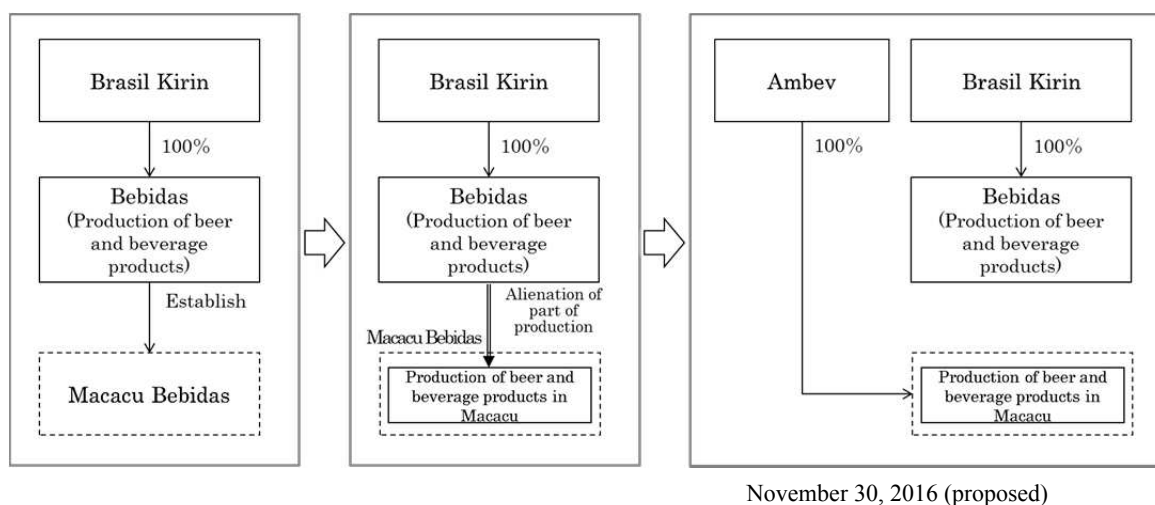 Brasil Kirin
100%
Bebidas
(Production of beer
and beverage
products)
Establish
Macacu Bebidas
Brasil Kirin
100%
Bebidas
(Production of beer
and beverage
products)
Alienation of
part of
production
Macacu Bebidas
Production of beer and
beverage products in
Macacu
Ambev
100%
Brasil Kirin
100%
Bebidas
(Production of beer
and beverage
products)
Production of beer and
beverage products in
Macacu
November 30, 2016 (proposed)